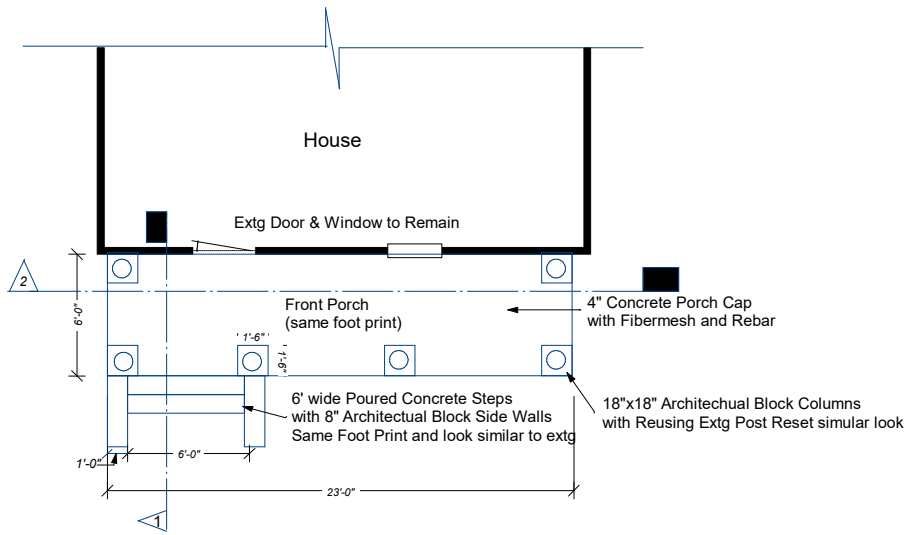 House
Extg Door & Window to Remain
2
6'-0"
Front Porch
(same foot print)
4" Concrete Porch Cap
with Fibermesh and Rebar
1'-6"
1'-6"
6' wide Poured Concrete Steps
with 8" Architectual Block Side Walls
Same Foot Print and look similar to extg
18"x18" Architechual Block Columns
with Reusing Extg Post Reset simular look
1'-0"
6'-0"
23'-0"
1